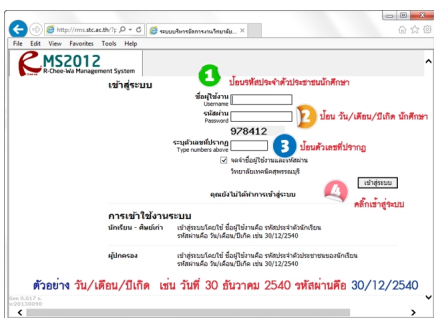 http://rms.stc.ac.th/?p
ระบบบริหารจัดการงานวิทยาลัย...
File Edit View Favorites Tools Help
RMS2012
R-Chee-Wa Management System
เข้าสู่ระบบ
1 ป้อนรหัสประจำตัวประชาชนนักศึกษา
ชื่อผู้ใช้งาน
Username
รหัสผ่าน
Password
2 ป้อน วัน/เดือน/ปีเกิด นักศึกษา
978412
ระบุตัวเลขที่ปรากฏ
Type numbers above
3 ป้อนตัวเลขที่ปรากฏ
จดจำชื่อผู้ใช้งานและรหัสผ่าน
วิทยาลัยเทคนิคสุพรรณบุรี
เข้าสู่ระบบ
คุณยังไม่ได้ทำการเข้าสู่ระบบ
4 คลิ๊กเข้าสู่ระบบ
การเข้าใช้งานระบบ
นักเรียน - ศิษย์เก่า เข้าสู่ระบบโดยใช้ ชื่อผู้ใช้งานคือ รหัสประจำตัวนักเรียน
รหัสผ่านคือ วัน/เดือน/ปีเกิด เช่น 30/12/2540
ผู้ปกครอง เข้าสู่ระบบโดยใช้ ชื่อผู้ใช้งานคือ รหัสประจำตัวประชาชนของนักเรียน
รหัสผ่านคือ วัน/เดือน/ปีเกิด เช่น 30/12/2540
ตัวอย่าง วัน/เดือน/ปีเกิด เช่น วันที่ 30 ธันวาคม 2540 รหัสผ่านคือ 30/12/2540